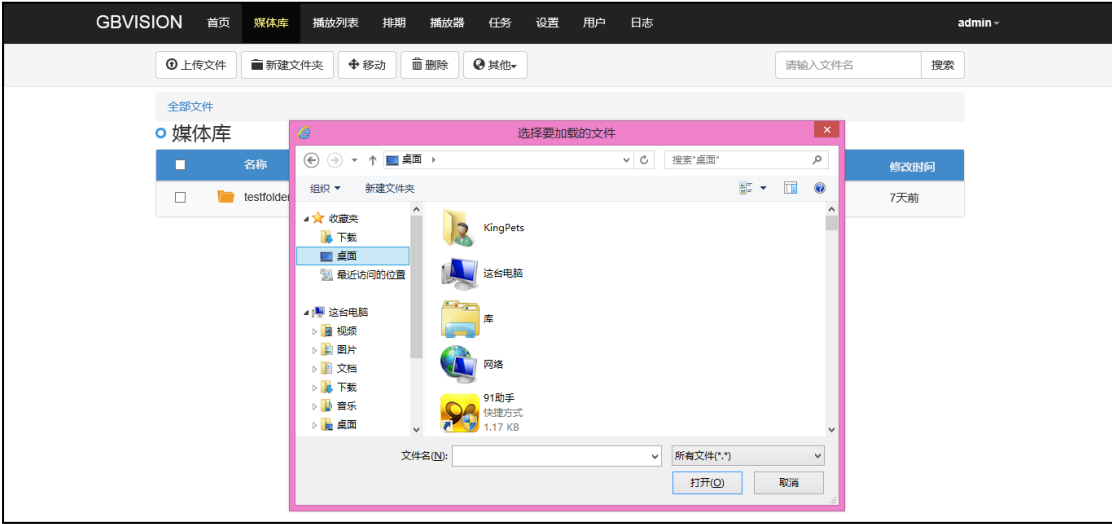 GBVISION 首页 媒体库 播放列表 排期 播放器 任务 设置 用户 日志 admin
上传文件 新建文件夹 移动 删除 其他 请输入文件名 搜索
全部文件
媒体库
名称 修改时间
testfolder 7天前
选择要加载的文件
桌面 搜索"桌面"
组织 新建文件夹
收藏夹
下载
桌面
最近访问的位置
这台电脑
视频
图片
文档
下载
音乐
桌面
KingPets
这台电脑
库
网络
91助手
快捷方式
1.17 KB
文件名(N): 所有文件(*.*)
打开(O) 取消